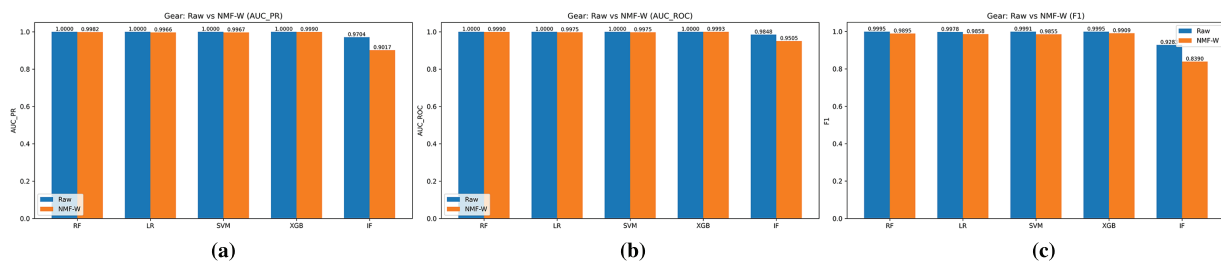 Gear: Raw vs NMF-W (AUC_PR)
AUC_PR
1.0
0.8
0.6
0.4
0.2
0.0
1.0000 0.9982 1.0000 0.9966 1.0000 0.9967 1.0000 0.9990 0.9704 0.9017
Raw
NMF-W
RF LR SVM XGB IF
(a)
Gear: Raw vs NMF-W (AUC_ROC)
AUC_ROC
1.0
0.8
0.6
0.4
0.2
0.0
1.0000 0.9990 1.0000 0.9975 1.0000 0.9975 1.0000 0.9993 0.9848 0.9505
Raw
NMF-W
RF LR SVM XGB IF
(b)
Gear: Raw vs NMF-W (F1)
F1
1.0
0.8
0.6
0.4
0.2
0.0
0.9995 0.9895 0.9978 0.9858 0.9991 0.9855 0.9995 0.9909 0.8390
Raw
NMF-W
RF LR SVM XGB IF
(c)